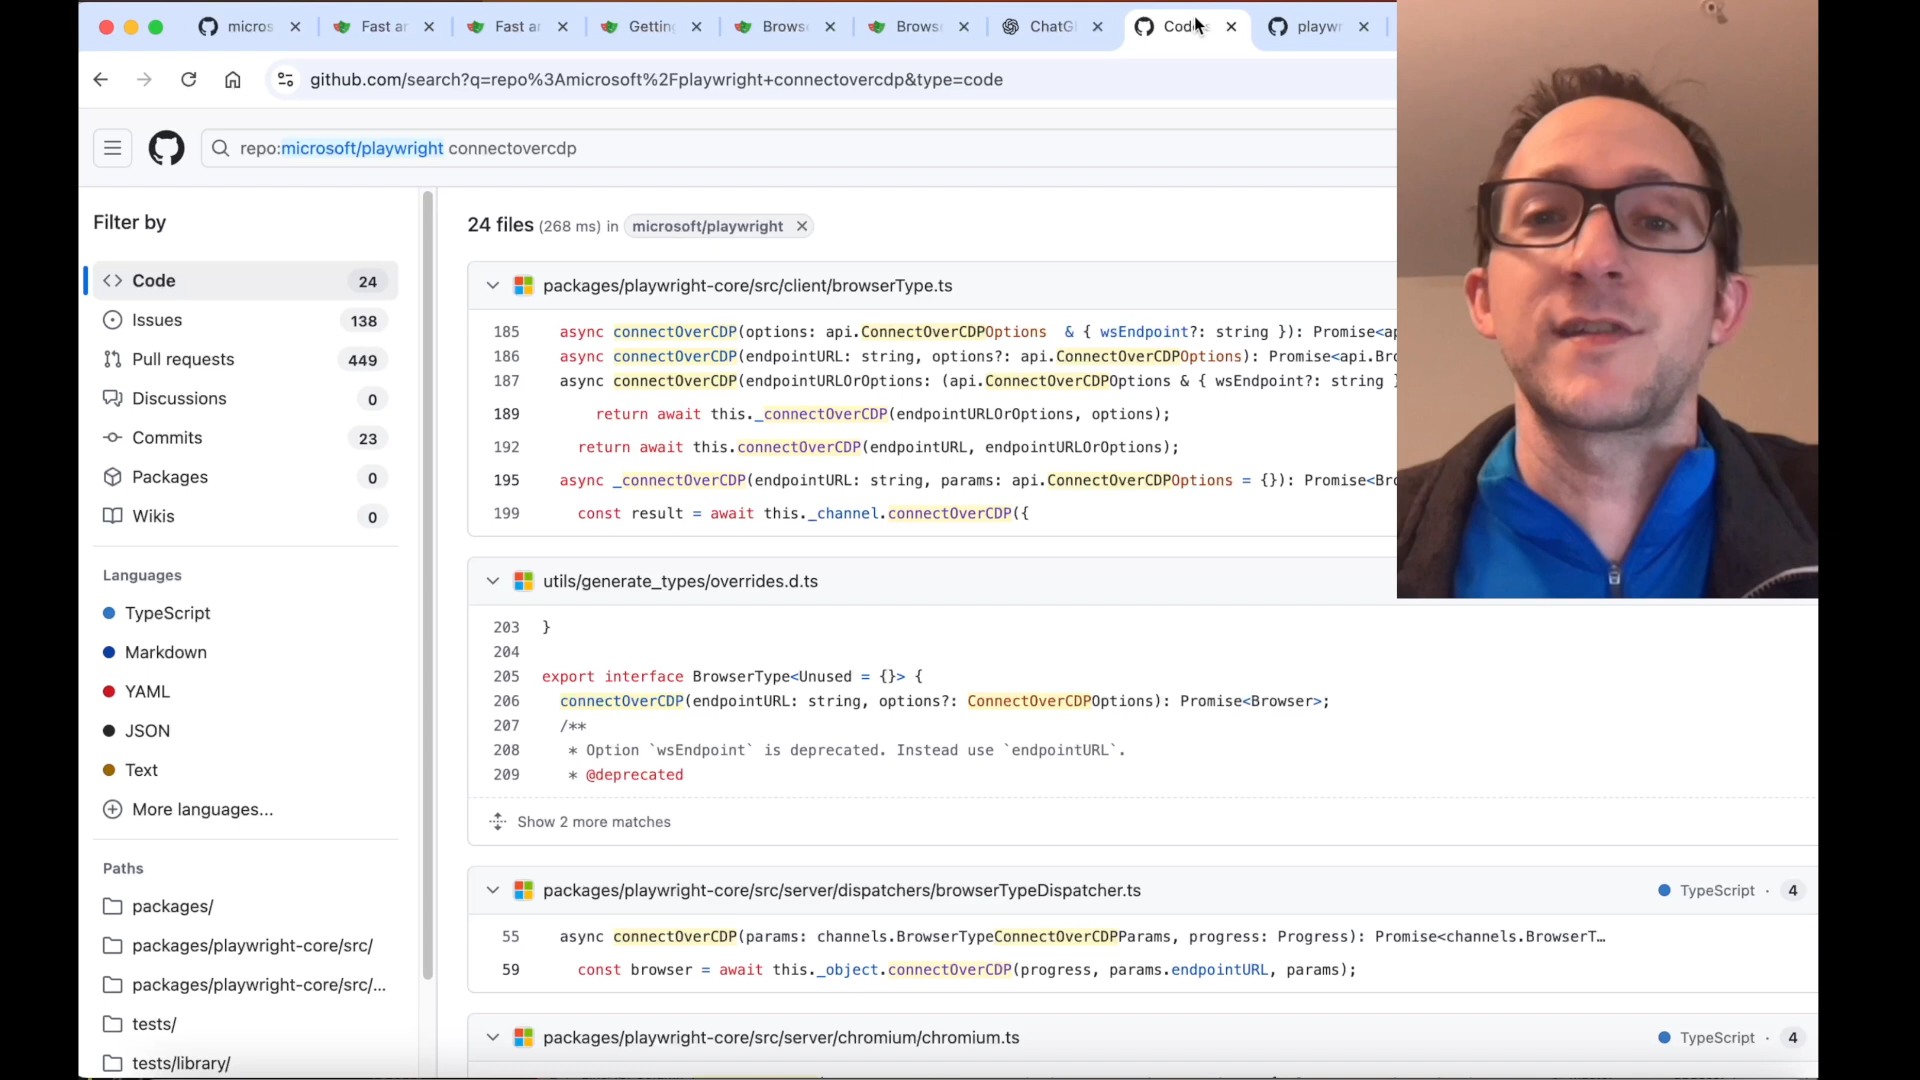 micros
Fast ar
Fast ar
Getting
Browse
Browse
ChatG
Code
playwr
github.com/search?q=repo%3Amicrosoft%2Fplaywright+connectovercdp&type=code
repo:microsoft/playwright connectovercdp
Filter by
Code 24
Issues 138
Pull requests 449
Discussions 0
Commits 23
Packages 0
Wikis 0
Languages
TypeScript
Markdown
YAML
JSON
Text
More languages...
Paths
packages/
packages/playwright-core/src/
packages/playwright-core/src/...
tests/
tests/library/
24 files (268 ms) in microsoft/playwright
packages/playwright-core/src/client/browserType.ts
185 async connectOverCDP(options: api.ConnectOverCDPOptions & { wsEndpoint?: string }): Promise<ap
186 async connectOverCDP(endpointURL: string, options?: api.ConnectOverCDPOptions): Promise<api.Bro
187 async connectOverCDP(endpointURLOrOptions: (api.ConnectOverCDPOptions & { wsEndpoint?: string }
189 return await this._connectOverCDP(endpointURLOrOptions, options);
192 return await this.connectOverCDP(endpointURL, endpointURLOrOptions);
195 async _connectOverCDP(endpointURL: string, params: api.ConnectOverCDPOptions = {}): Promise<Bro
199 const result = await this._channel.connectOverCDP({
utils/generate_types/overrides.d.ts
203 }
204
205 export interface BrowserType<Unused = {}> {
206 connectOverCDP(endpointURL: string, options?: ConnectOverCDPOptions): Promise<Browser>;
207 /**
208 * Option `wsEndpoint` is deprecated. Instead use `endpointURL`.
209 * @deprecated
Show 2 more matches
packages/playwright-core/src/server/dispatchers/browserTypeDispatcher.ts
TypeScript · 4
55 async connectOverCDP(params: channels.BrowserTypeConnectOverCDPParams, progress: Progress): Promise<channels.BrowserT…
59 const browser = await this._object.connectOverCDP(progress, params.endpointURL, params);
packages/playwright-core/src/server/chromium/chromium.ts
TypeScript · 4